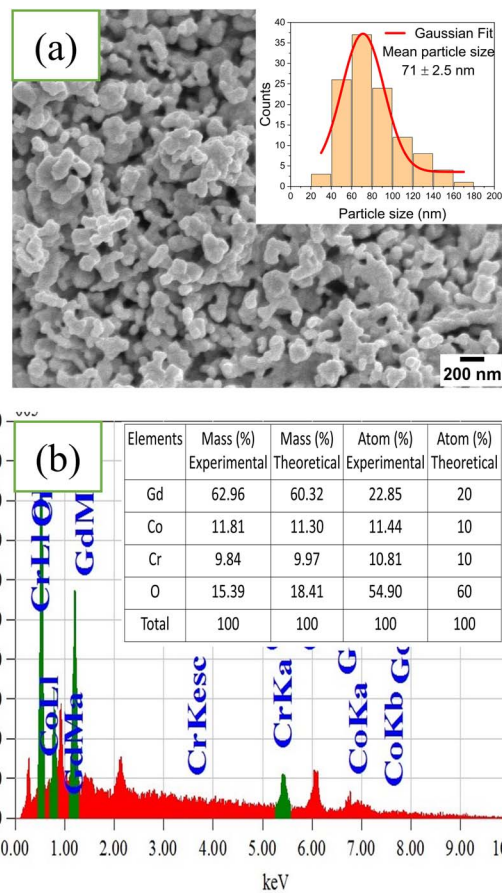 (a)
40
35
30
25
20
15
10
5
0
Counts
Gaussian Fit
Mean particle size
71 ± 2.5 nm
0 20 40 60 80 100 120 140 160 180 200
Particle size (nm)
200 nm
(b)
Elements Mass (%) Experimental Mass (%) Theoretical Atom (%) Experimental Atom (%) Theoretical
Gd 62.96 60.32 22.85 20
Co 11.81 11.30 11.44 10
Cr 9.84 9.97 10.81 10
O 15.39 18.41 54.90 60
Total 100 100 100 100
CrLl
GdM
CoLl
GdMa
CrKesc
CrKa
CoKa
CoKb
0.00 1.00 2.00 3.00 4.00 5.00 6.00 7.00 8.00 9.00
keV